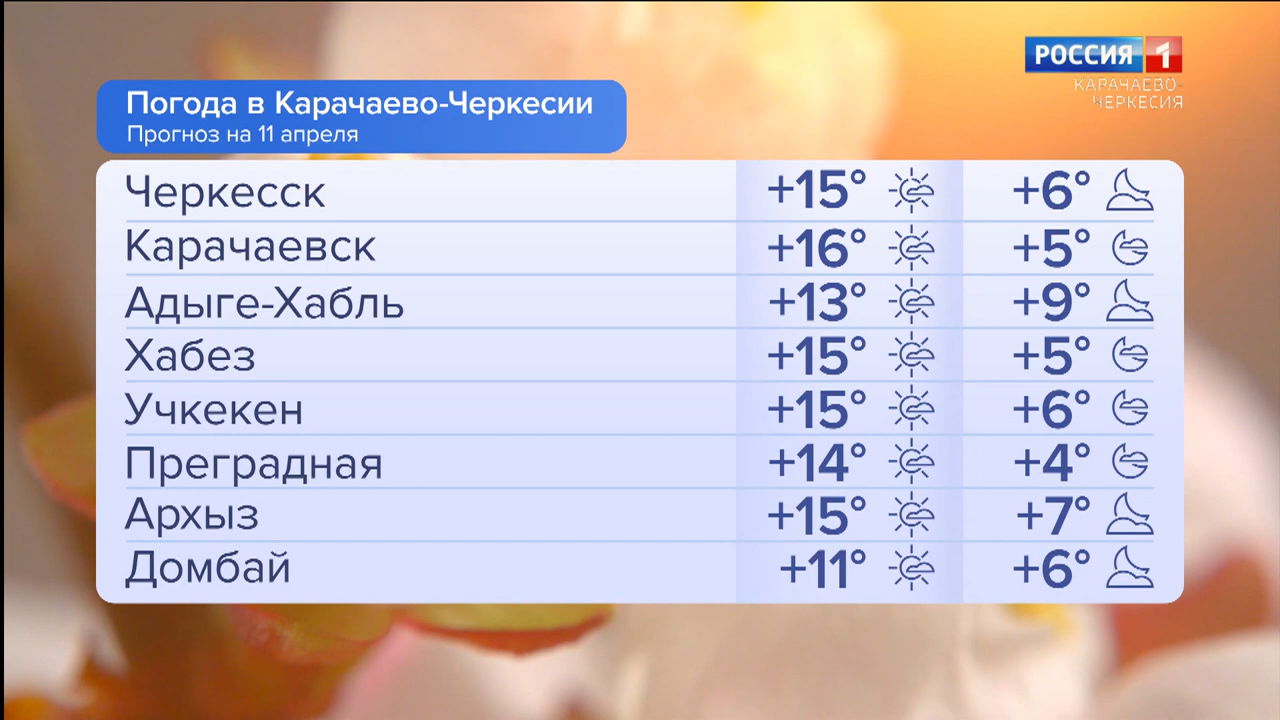 РОССИЯ 1
КАРАЧАЕВО-
ЧЕРКЕСИЯ
Погода в Карачаево-Черкесии
Прогноз на 11 апреля
Черкесск +15° +6°
Карачаевск +16° +5°
Адыге-Хабль +13° +9°
Хабез +15° +5°
Учкекен +15° +6°
Преградная +14° +4°
Архыз +15° +7°
Домбай +11° +6°